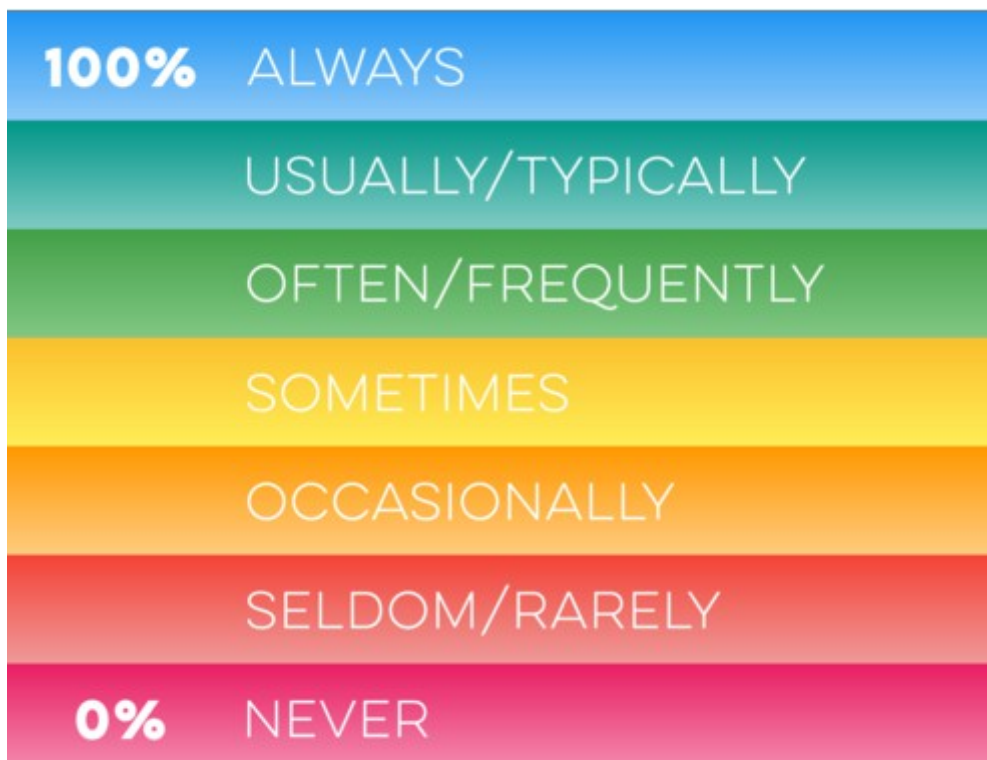 100% ALWAYS
USUALLY/TYPICALLY
OFTEN/FREQUENTLY
SOMETIMES
OCCASIONALLY
SELDOM/RARELY
0% NEVER